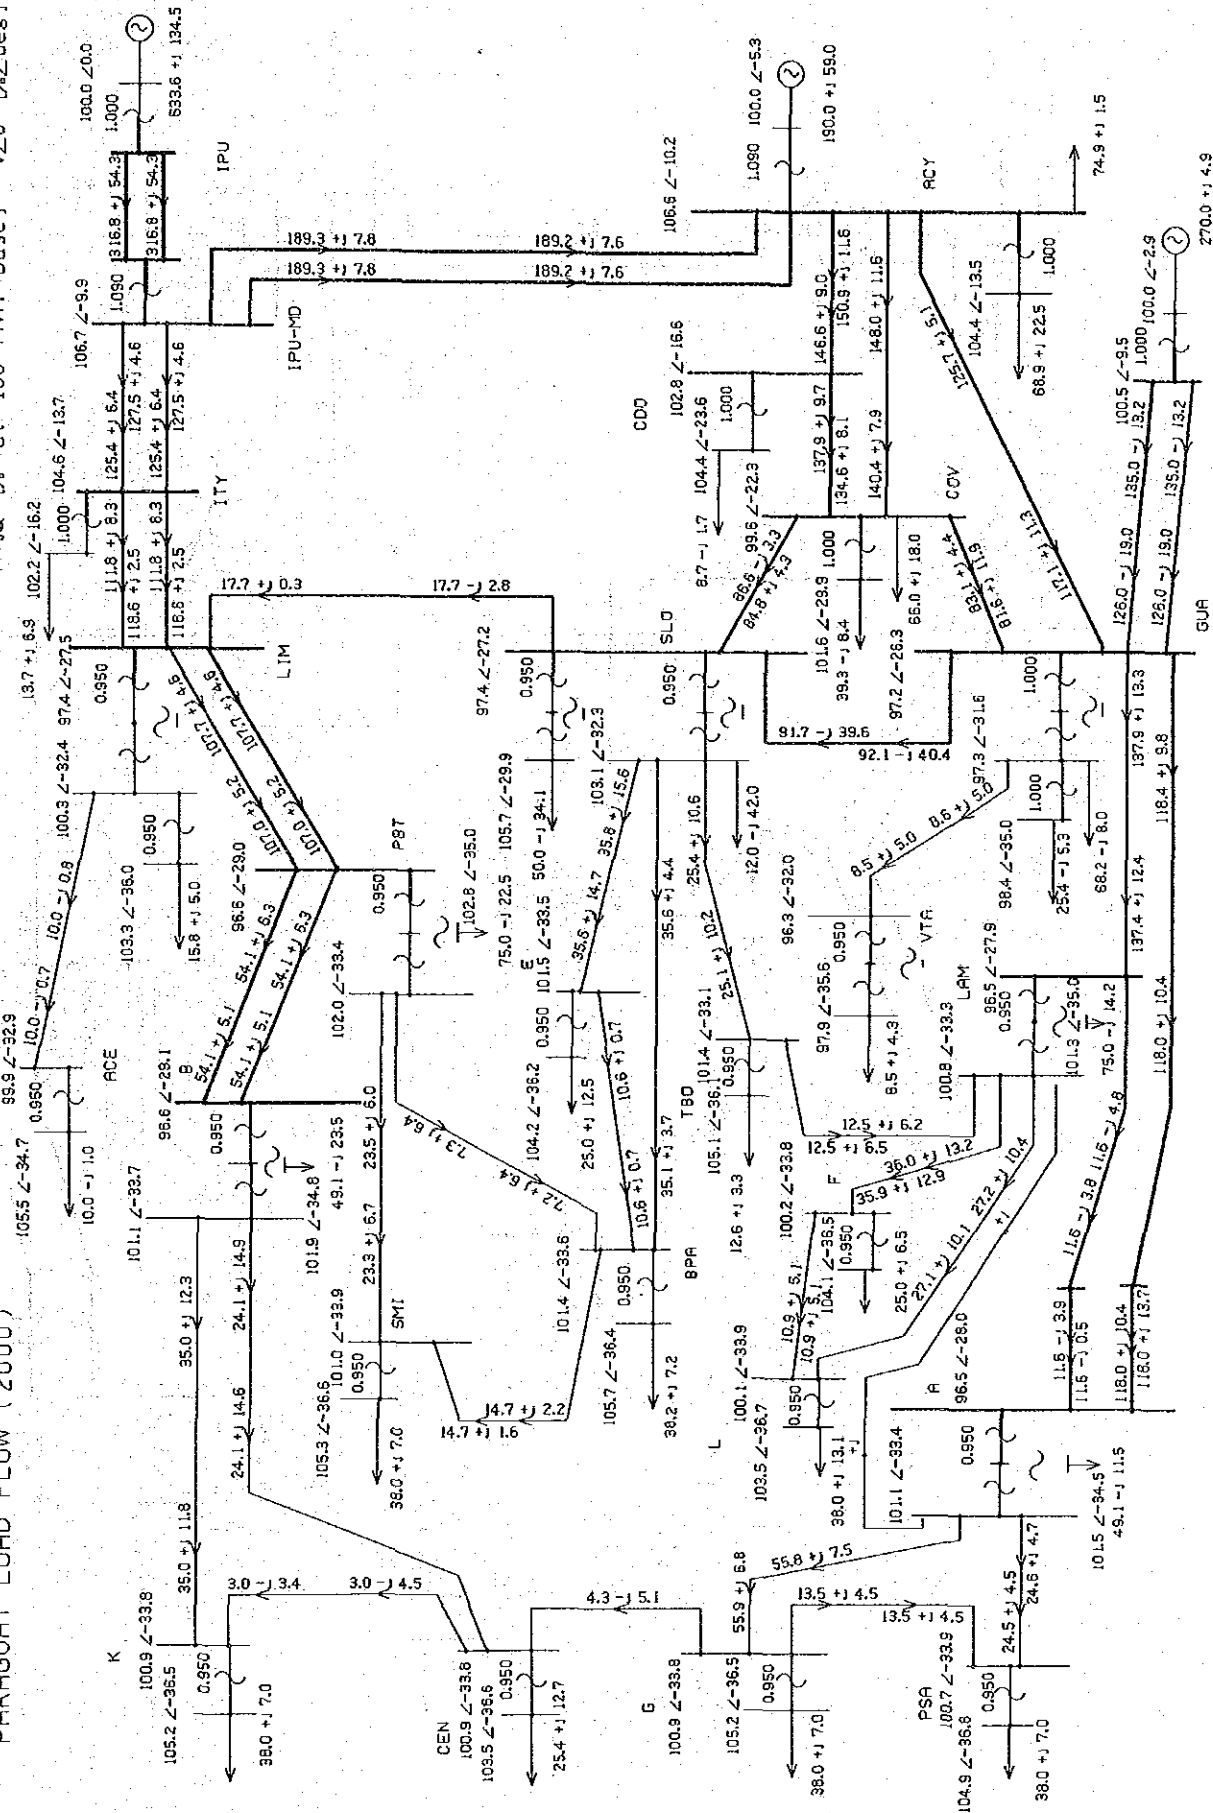 PARAGUAY LOAD FLOW (2000)
100.0 ∠0.0
1.000
633.6 +j 134.5
316.8 +j 54.3
316.8 +j 54.3
IPU
1.090
106.7 ∠-9.9
IPU-MD
189.3 +j 7.8
189.2 +j 7.6
189.3 +j 7.8
189.2 +j 7.6
127.5 +j 4.6
125.4 +j 6.4
127.5 +j 4.6
125.4 +j 6.4
104.6 ∠-13.7
ITY
1.000
102.2 ∠-16.2
13.7 +j 6.9
111.8 +j 8.3
118.6 +j 2.5
111.8 +j 8.3
118.6 +j 2.5
97.4 ∠-27.5
LIM
0.950
17.7 +j 0.3
17.7 -j 2.8
107.7 +j 4.6
107.0 +j 5.2
107.7 +j 4.6
107.0 +j 5.2
100.3 ∠-32.4
0.950
103.3 ∠-36.0
15.8 +j 5.0
10.0 -j 0.8
10.0 -j 0.7
99.9 ∠-32.9
ACE
0.950
105.5 ∠-34.7
10.0 -j 1.0
96.6 ∠-29.0
PBT
0.950
102.8 ∠-35.0
75.0 -j 22.5
102.0 ∠-33.4
54.1 +j 6.3
54.1 +j 5.1
54.1 +j 6.3
54.1 +j 5.1
B
96.6 ∠-29.1
0.950
101.9 ∠-34.8
49.1 -j 23.5
101.1 ∠-33.7
35.0 +j 12.3
35.0 +j 11.8
24.1 +j 14.9
24.1 +j 14.6
23.5 +j 6.0
23.3 +j 6.7
7.3 +j 6.4
7.2 +j 6.4
SMI
101.0 ∠-33.9
0.950
105.3 ∠-36.6
38.0 +j 7.0
14.7 +j 2.2
14.7 +j 1.6
K
100.9 ∠-33.8
105.2 ∠-36.5
0.950
38.0 +j 7.0
3.0 -j 3.4
3.0 -j 4.5
CEN
100.9 ∠-33.8
103.5 ∠-36.6
0.950
25.4 +j 12.7
4.3 -j 5.1
G
100.9 ∠-33.8
105.2 ∠-36.5
0.950
38.0 +j 7.0
55.9 +j 6.8
55.8 +j 7.5
13.5 +j 4.5
13.5 +j 4.5
PSA
100.7 ∠-33.9
0.950
104.9 ∠-36.8
38.0 +j 7.0
24.6 +j 4.7
24.5 +j 4.5
100.0 ∠-5.3
190.0 +j 59.0
1.090
106.6 ∠-10.2
ACY
74.9 +j 1.5
1.000
104.4 ∠-13.5
68.9 +j 22.5
150.9 +j 11.6
146.6 +j 9.0
148.0 +j 11.6
140.4 +j 7.9
125.7 +j 5.1
117.1 +j 11.3
CDO
102.8 ∠-16.6
1.000
104.4 ∠-23.6
8.7 -j 1.7
137.9 +j 9.7
134.6 +j 8.1
COV
99.6 ∠-22.3
1.000
66.0 +j 18.0
101.6 ∠-29.9
39.3 -j 8.4
86.6 -j 3.3
84.8 +j 4.3
83.1 +j 4.4
81.6 +j 11.9
SLO
97.4 ∠-27.2
0.950
0.950
105.7 ∠-29.9
50.0 -j 34.1
103.1 ∠-32.3
12.0 -j 42.0
91.7 -j 39.6
92.1 -j 40.4
35.8 +j 15.6
35.6 +j 14.7
35.6 +j 4.4
35.1 +j 3.7
25.4 +j 10.6
25.1 +j 10.2
E
101.5 ∠-33.5
0.950
104.2 ∠-36.2
25.0 +j 12.5
10.6 +j 0.7
10.6 +j 0.7
BPA
101.4 ∠-33.6
0.950
105.7 ∠-36.4
38.2 +j 7.2
TBO
101.4 ∠-33.1
0.950
105.1 ∠-36.1
12.6 +j 3.3
12.5 +j 6.2
12.5 +j 6.5
270.0 +j 4.9
100.0 ∠-2.9
1.000
100.5 ∠-9.5
135.0 -j 13.2
126.0 -j 19.0
135.0 -j 13.2
126.0 -j 19.0
GUA
97.2 ∠-26.3
1.000
97.3 ∠-31.6
1.000
98.4 ∠-35.0
25.4 -j 5.3
68.2 -j 8.0
8.6 +j 5.0
8.5 +j 5.0
96.3 ∠-32.0
0.950
VTA
97.9 ∠-35.6
8.5 +j 4.3
137.9 +j 13.3
137.4 +j 12.4
118.4 +j 9.8
118.0 +j 10.4
LAM
96.5 ∠-27.9
0.950
101.3 ∠-35.0
75.0 -j 14.2
100.8 ∠-33.3
36.0 +j 13.2
35.9 +j 12.9
27.2 +j 10.4
27.1 +j 10.1
+j
+j
F
100.2 ∠-33.8
0.950
104.1 ∠-36.5
25.0 +j 6.5
10.9 +j 5.1
10.9 +j 5.1
L
100.1 ∠-33.9
0.950
103.5 ∠-36.7
38.0 +j 13.1
11.6 -j 4.8
11.6 -j 3.8
11.6 -j 3.9
11.6 -j 0.5
118.0 +j 10.4
118.0 +j 13.7
A
96.5 ∠-28.0
0.950
101.1 ∠-33.4
101.5 ∠-34.5
49.1 -j 11.5